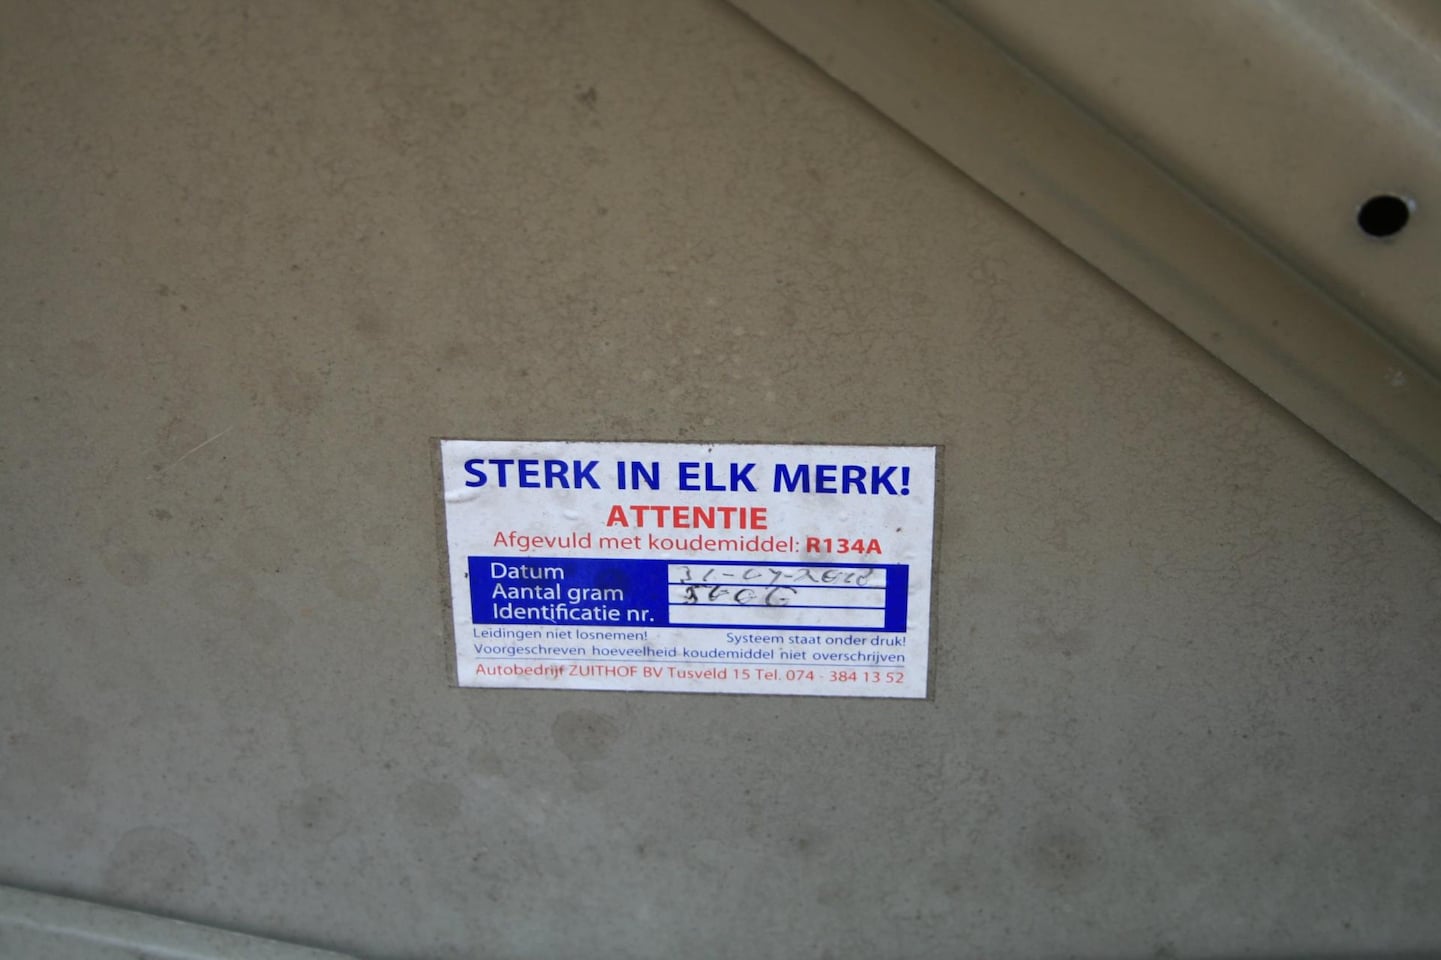 STERK IN ELK MERK!
ATTENTIE
Afgevuld met koudemiddel: R134A
Datum 31-07-2018
Aantal gram
Identificatie nr.
Leidingen niet losnemen! Systeem staat onder druk!
Voorgeschreven hoeveelheid koudemiddel niet overschrijven
Autobedrijf ZUITHOF BV Tusveld 15 Tel. 074 - 384 13 52